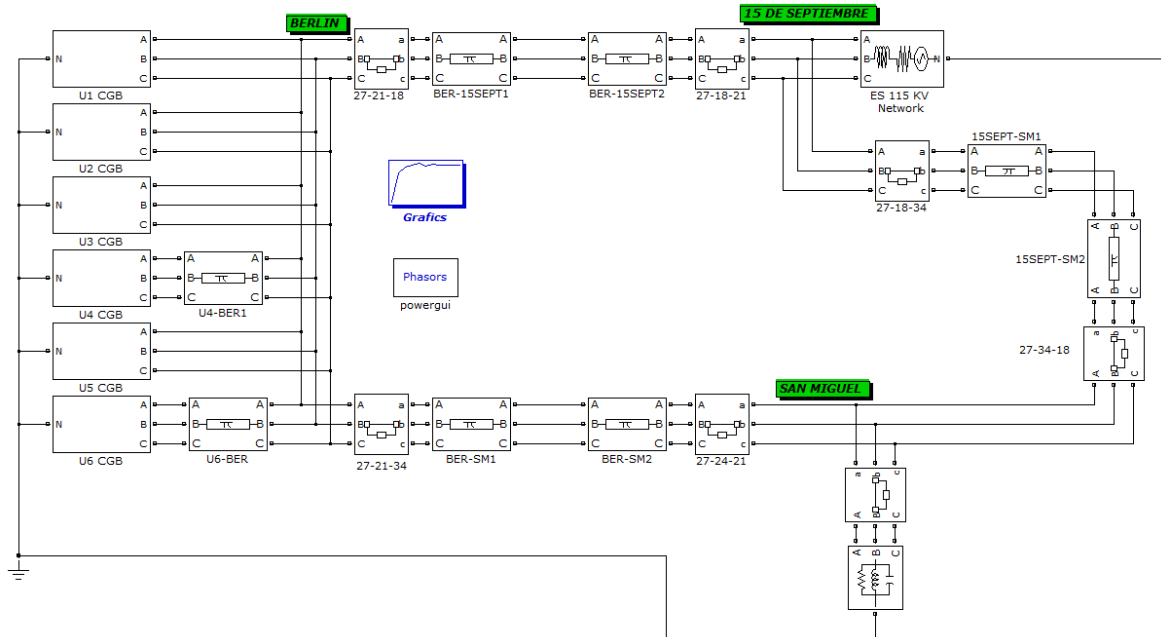 BERLIN
15 DE SEPTIEMBRE
N A B C
U1 CGB
A B C a b c
27-21-18
A B C A B C
BER-15SEPT1
A B C A B C
BER-15SEPT2
A B C a b c
27-18-21
A B C N
ES 115 KV
Network
N A B C
U2 CGB
A B C a b c
27-18-34
15SEPT-SM1
A B C A B C
Grafics
N A B C
U3 CGB
A B C
15SEPT-SM2
A B C
N A B C
U4 CGB
A B C A B C
U4-BER1
Phasors
powergui
N A B C
U5 CGB
a b c
27-34-18
A B C
SAN MIGUEL
N A B C
U6 CGB
A B C A B C
U6-BER
A B C a b c
27-21-34
A B C A B C
BER-SM1
A B C A B C
BER-SM2
A B C a b c
27-24-21
a b c
A B C
A B C